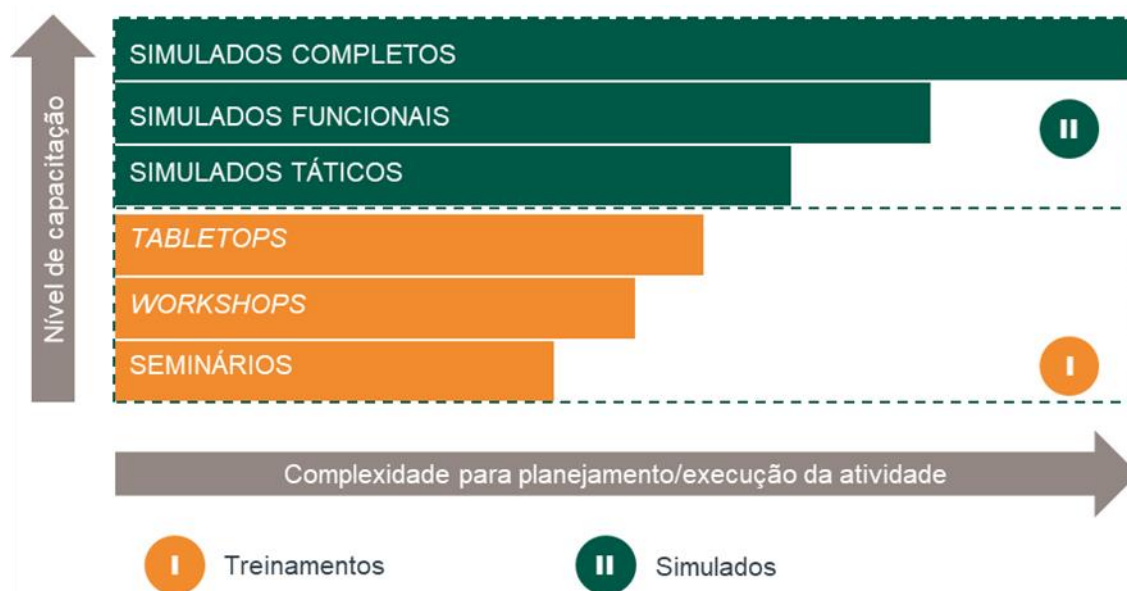 SIMULADOS COMPLETOS
SIMULADOS FUNCIONAIS
II
SIMULADOS TÁTICOS
Nível de capacitação
TABLETOPS
WORKSHOPS
SEMINÁRIOS
I
Complexidade para planejamento/execução da atividade
I Treinamentos
II Simulados